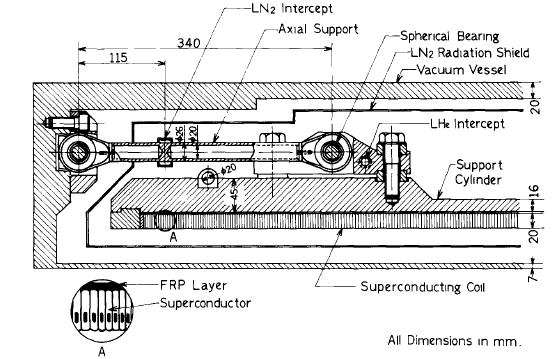 LN2 Intercept
Axial Support
340
115
Spherical Bearing
LN2 Radiation Shield
Vacuum Vessel
20
φ26
φ20
LHe Intercept
φ20
45
Support
Cylinder
16
20
7
A
Superconducting Coil
FRP Layer
Superconductor
A
All Dimensions in mm.